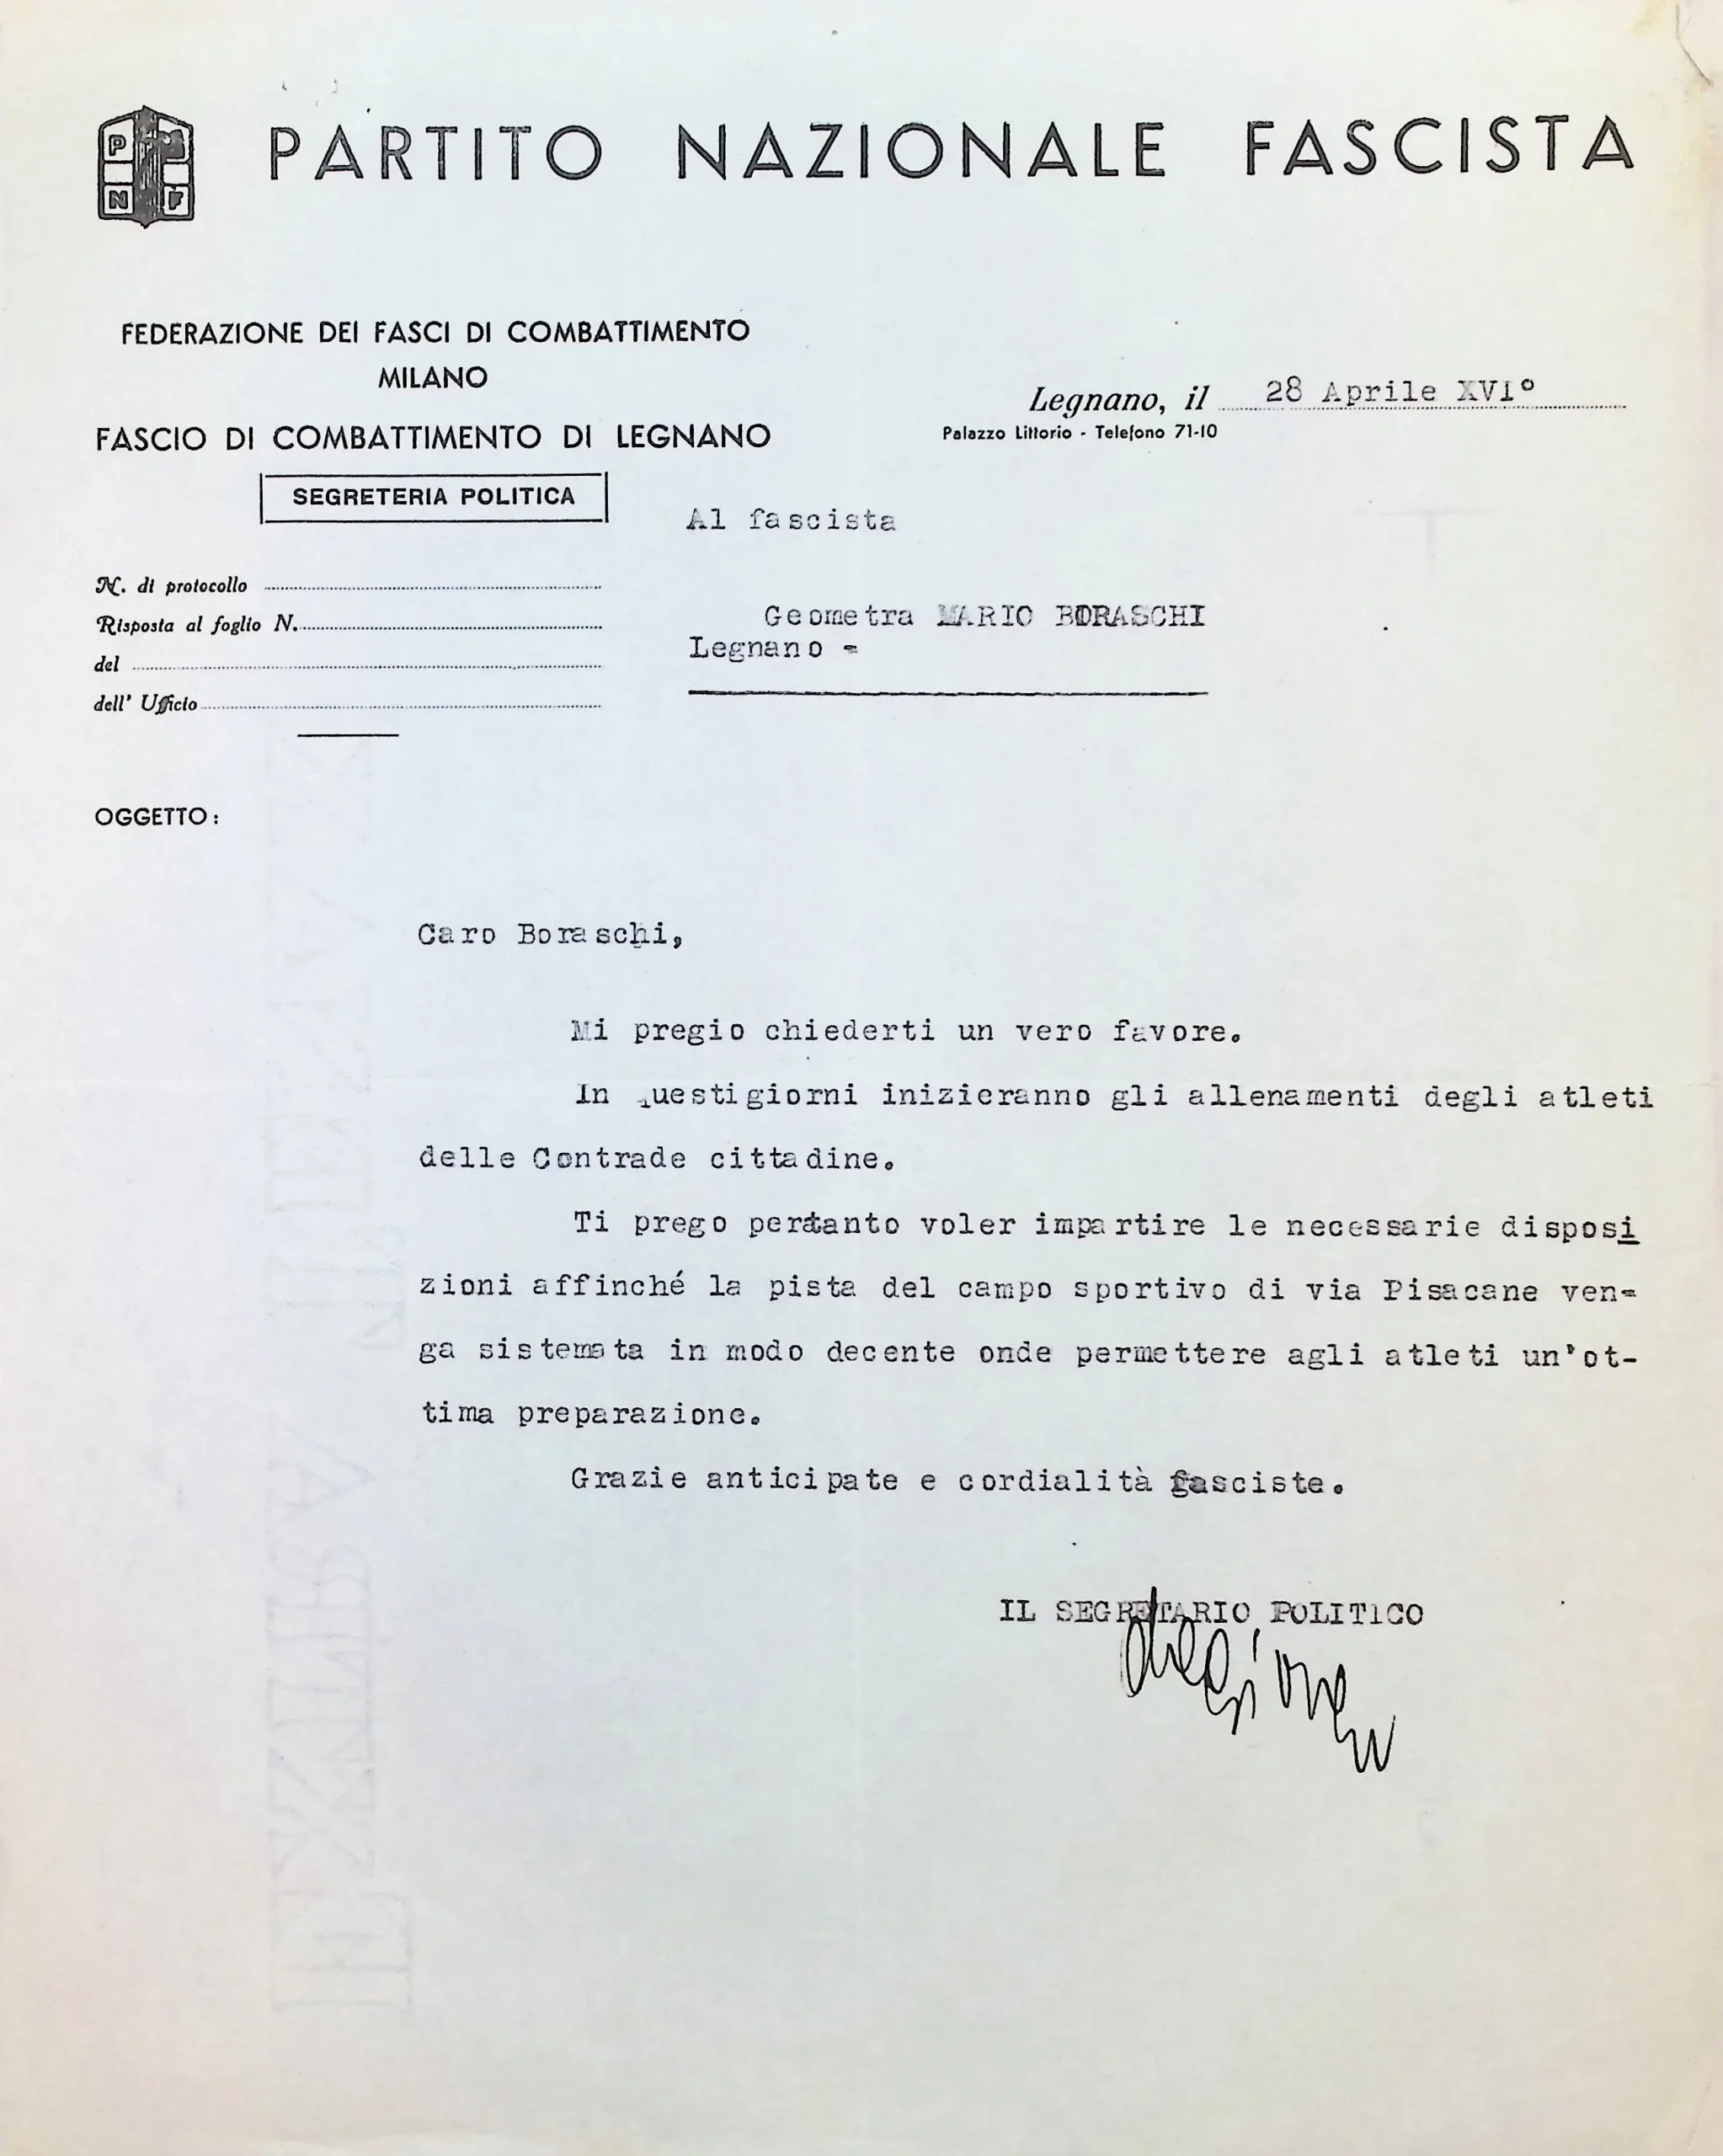 P N F
PARTITO NAZIONALE FASCISTA
FEDERAZIONE DEI FASCI DI COMBATTIMENTO
MILANO
FASCIO DI COMBATTIMENTO DI LEGNANO
SEGRETERIA POLITICA
Legnano, il 28 Aprile XVI°
Palazzo Littorio - Telefono 71-10
N. di protocollo
Risposta al foglio N.
del
dell' Ufficio
Al fascista
Geometra MARIO BORASCHI
Legnano =
OGGETTO:
Caro Boraschi,
Mi pregio chiederti un vero favore.
In questi giorni inizieranno gli allenamenti degli atleti
delle Contrade cittadine.
Ti prego pertanto voler impartire le necessarie disposi
zioni affinché la pista del campo sportivo di via Pisacane ven=
ga sistemata in modo decente onde permettere agli atleti un'ot-
tima preparazione.
Grazie anticipate e cordialità fasciste.
IL SEGRETARIO POLITICO